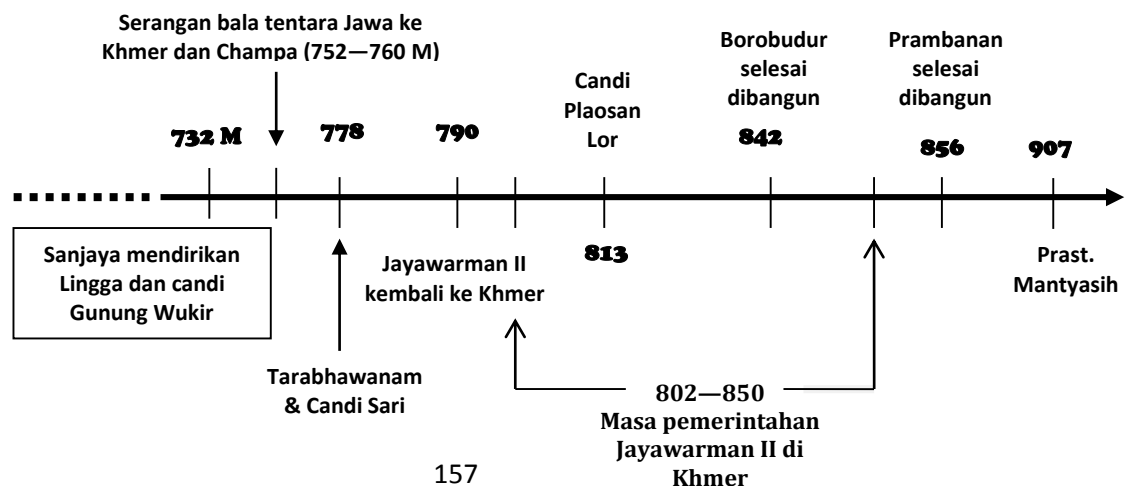 Serangan bala tentara Jawa ke
Khmer dan Champa (752—760 M)
Borobudur
selesai
dibangun
Prambanan
selesai
dibangun
Candi
Plaosan
Lor
732 M
778
790
842
856
907
Sanjaya mendirikan
Lingga dan candi
Gunung Wukir
Jayawarman II
kembali ke Khmer
813
Prast.
Mantyasih
Tarabhawanam
& Candi Sari
802—850
Masa pemerintahan
Jayawarman II di
Khmer
157